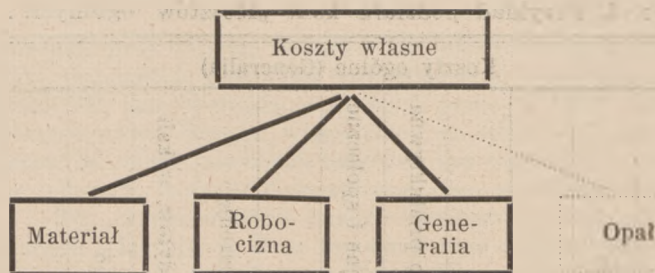 Koszty własne
Materiał
Robo-
cizna
Gene-
ralia
Opał